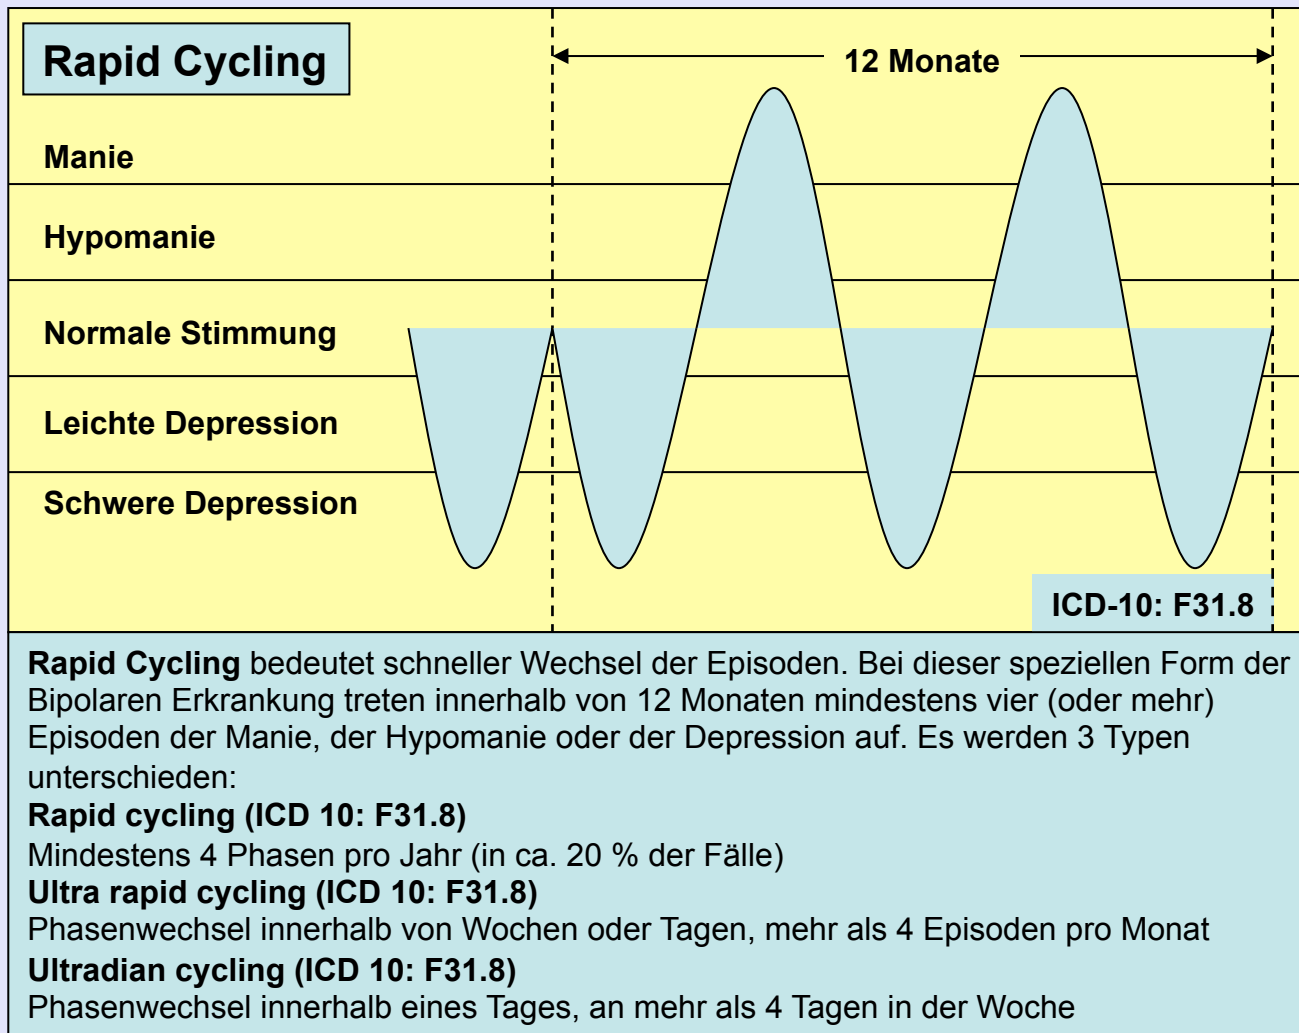 Rapid Cycling
12 Monate
Manie
Hypomanie
Normale Stimmung
Leichte Depression
Schwere Depression
ICD-10: F31.8
Rapid Cycling bedeutet schneller Wechsel der Episoden. Bei dieser speziellen Form der
Bipolaren Erkrankung treten innerhalb von 12 Monaten mindestens vier (oder mehr)
Episoden der Manie, der Hypomanie oder der Depression auf. Es werden 3 Typen
unterschieden:
Rapid cycling (ICD 10: F31.8)
Mindestens 4 Phasen pro Jahr (in ca. 20 % der Fälle)
Ultra rapid cycling (ICD 10: F31.8)
Phasenwechsel innerhalb von Wochen oder Tagen, mehr als 4 Episoden pro Monat
Ultradian cycling (ICD 10: F31.8)
Phasenwechsel innerhalb eines Tages, an mehr als 4 Tagen in der Woche